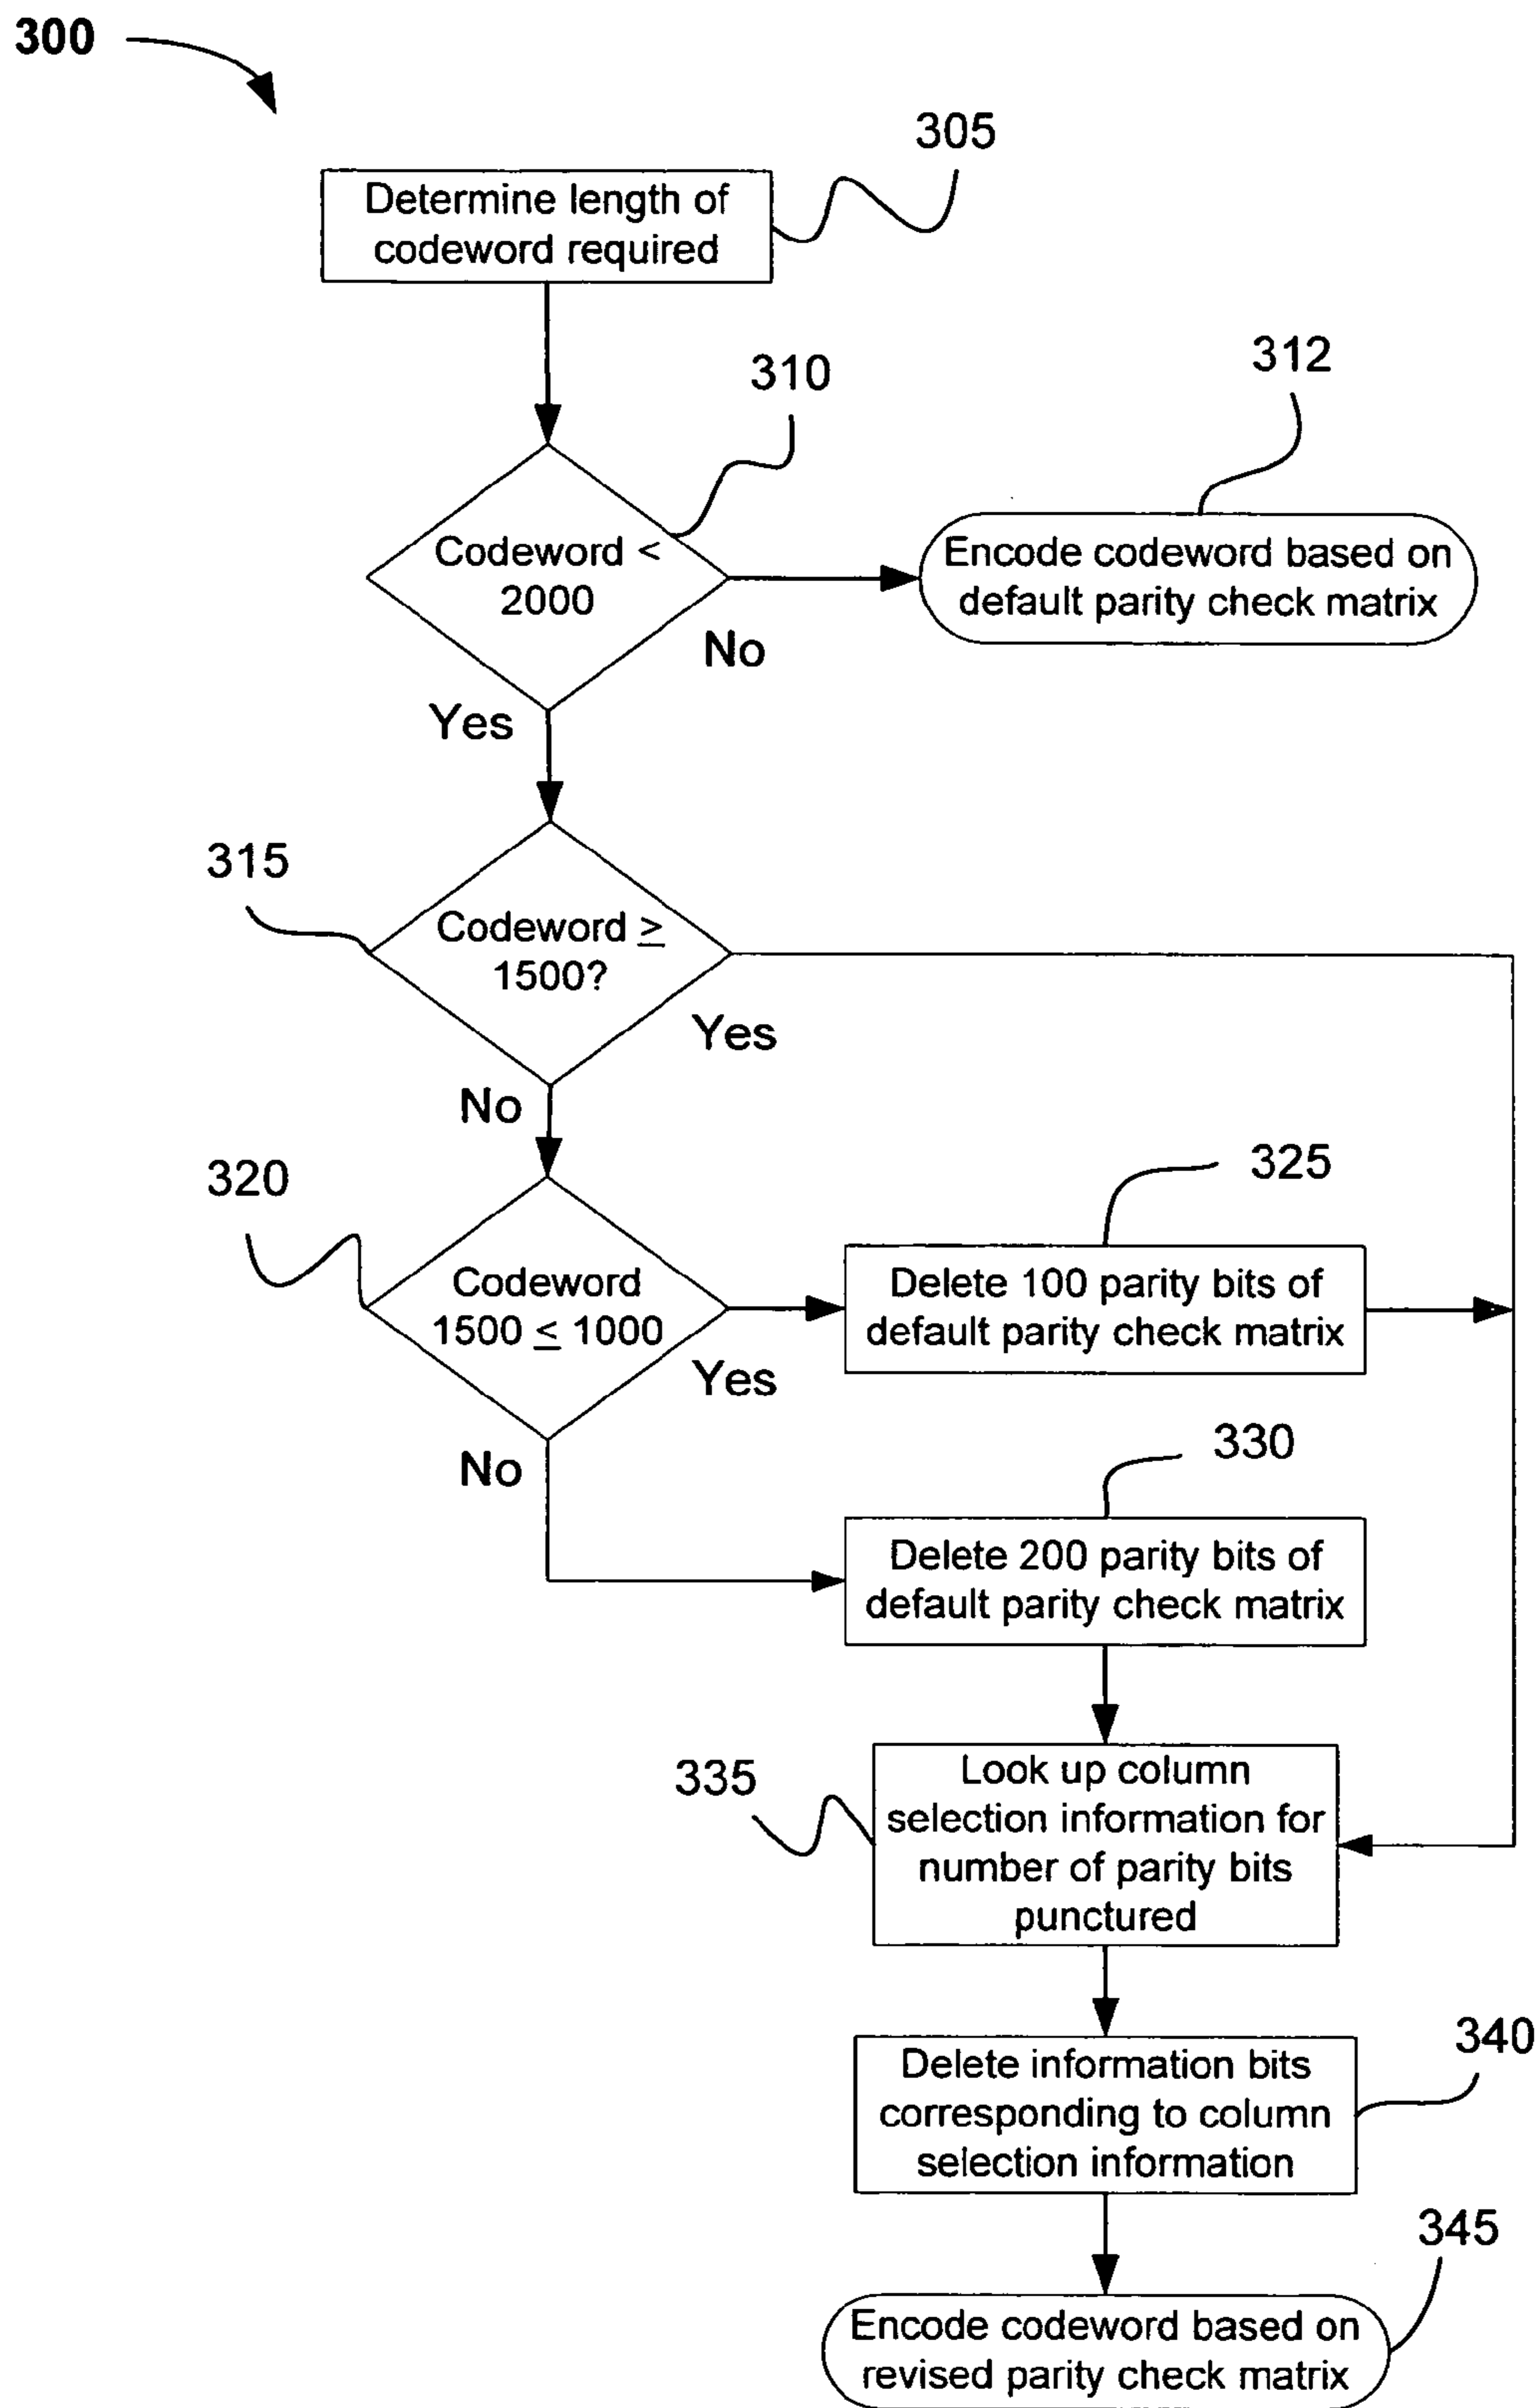 300
305
Determine length of
codeword required
310
312
Codeword <
2000
Encode codeword based on
default parity check matrix
No
Yes
315
Codeword ≥
1500?
Yes
No
320
325
Codeword
1500 ≤ 1000
Delete 100 parity bits of
default parity check matrix
Yes
No
330
Delete 200 parity bits of
default parity check matrix
335
Look up column
selection information for
number of parity bits
punctured
340
Delete information bits
corresponding to column
selection information
345
Encode codeword based on
revised parity check matrix